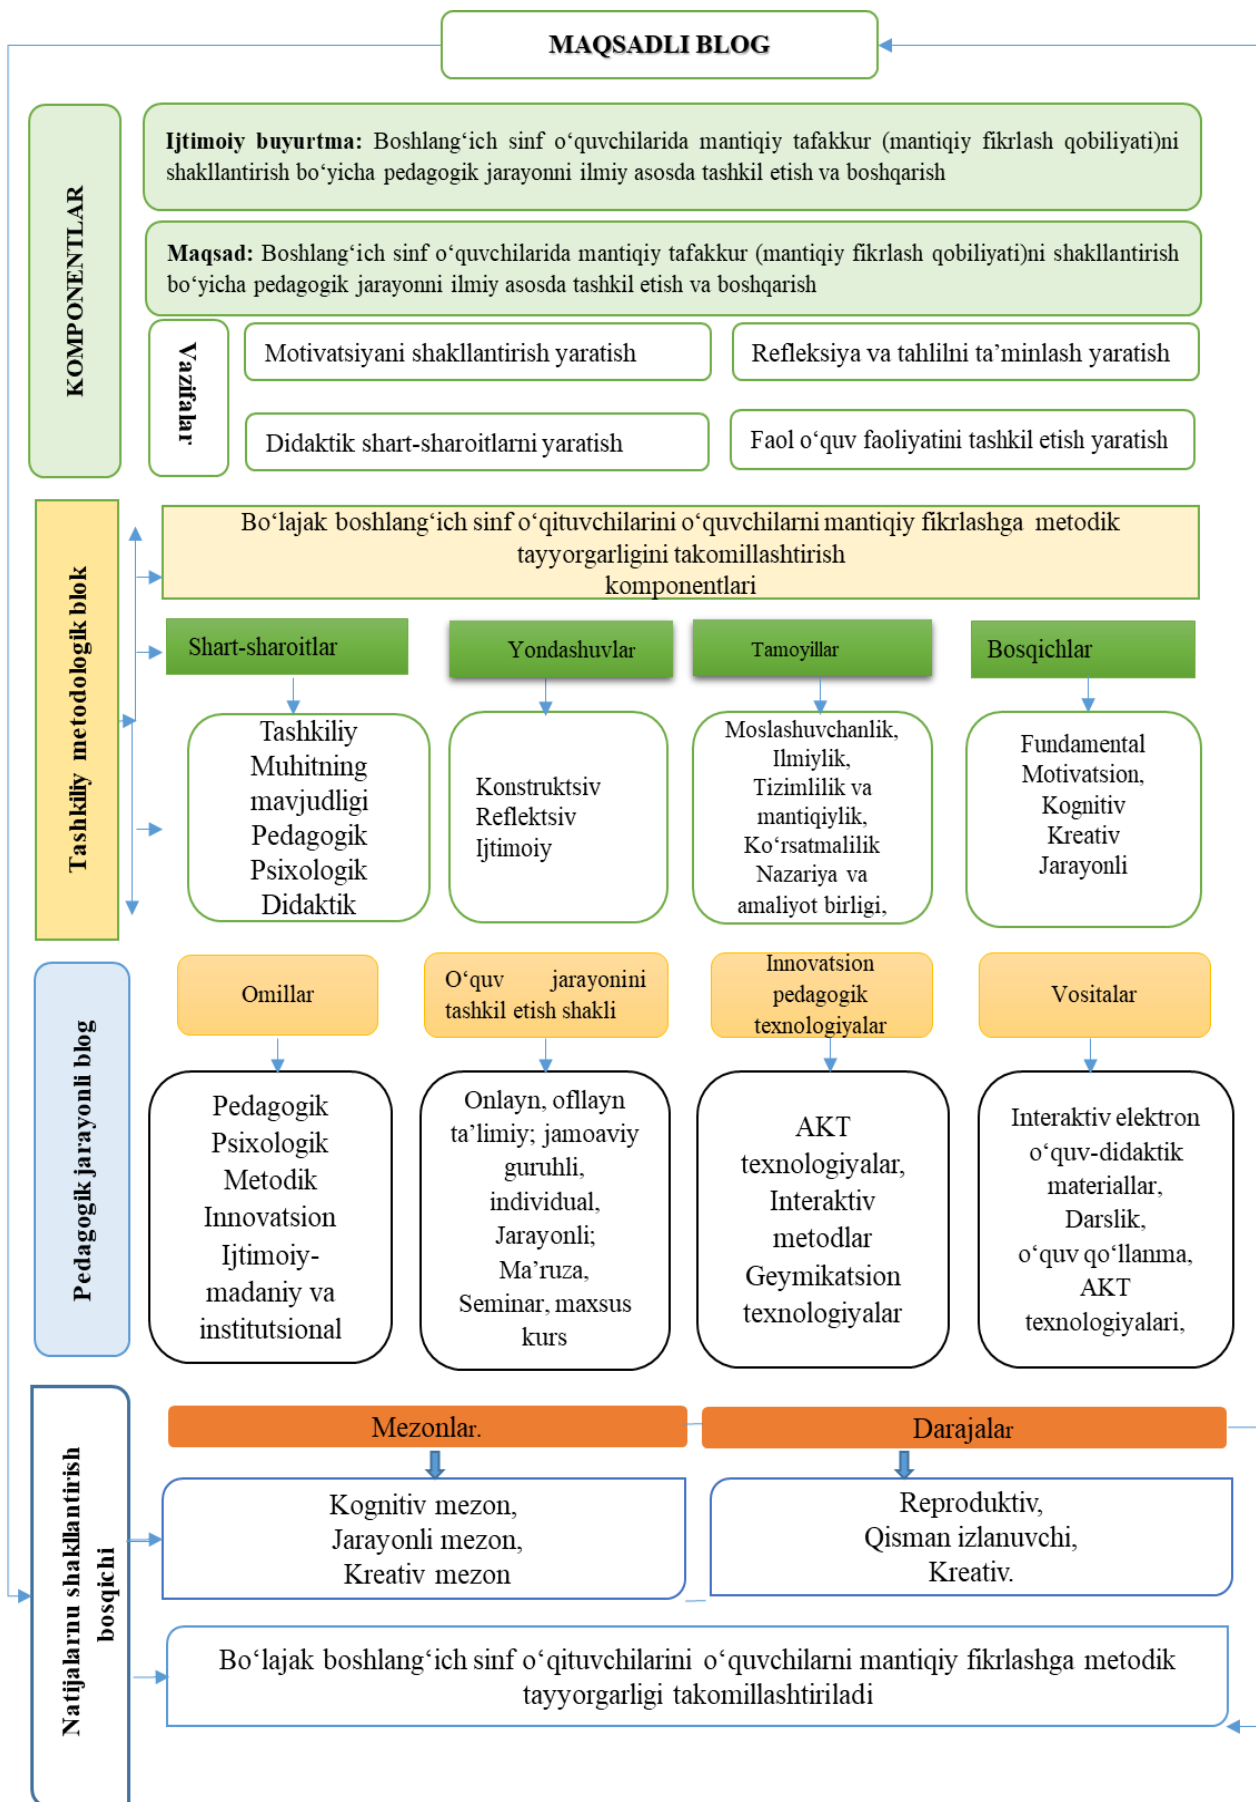 MAQSADLI BLOG
KOMPONENTLAR
Ijtimoiy buyurtma: Boshlang‘ich sinf o‘quvchilarida mantiqiy tafakkur (mantiqiy fikrlash qobiliyati)ni
shakllantirish bo‘yicha pedagogik jarayonni ilmiy asosda tashkil etish va boshqarish
Maqsad: Boshlang‘ich sinf o‘quvchilarida mantiqiy tafakkur (mantiqiy fikrlash qobiliyati)ni shakllantirish
bo‘yicha pedagogik jarayonni ilmiy asosda tashkil etish va boshqarish
Vazifalar
Motivatsiyani shakllantirish yaratish
Refleksiya va tahlilni ta’minlash yaratish
Didaktik shart-sharoitlarni yaratish
Faol o‘quv faoliyatini tashkil etish yaratish
Tashkiliy metodologik blok
Bo‘lajak boshlang‘ich sinf o‘qituvchilarini o‘quvchilarni mantiqiy fikrlashga metodik
tayyorgarligini takomillashtirish
komponentlari
Shart-sharoitlar
Yondashuvlar
Tamoyillar
Bosqichlar
Tashkiliy
Muhitning
mavjudligi
Pedagogik
Psixologik
Didaktik
Konstruktsiv
Reflektsiv
Ijtimoiy
Moslashuvchanlik,
Ilmiylik,
Tizimlilik va
mantiqiylik,
Ko‘rsatmalilik
Nazariya va
amaliyot birligi,
Fundamental
Motivatsion,
Kognitiv
Kreativ
Jarayonli
Pedagogik jarayonli blog
Omillar
O‘quv jarayonini
tashkil etish shakli
Innovatsion
pedagogik
texnologiyalar
Vositalar
Pedagogik
Psixologik
Metodik
Innovatsion
Ijtimoiy-
madaniy va
institutsional
Onlayn, ofllayn
ta’limiy; jamoaviy
guruhli,
individual,
Jarayonli;
Ma’ruza,
Seminar, maxsus
kurs
AKT
texnologiyalar,
Interaktiv
metodlar
Geymikatsion
texnologiyalar
Interaktiv elektron
o‘quv-didaktik
materiallar,
Darslik,
o‘quv qo‘llanma,
AKT
texnologiyalari,
Natijalarnu shakllantirish
bosqichi
Mezonlar.
Darajalar
Kognitiv mezon,
Jarayonli mezon,
Kreativ mezon
Reproduktiv,
Qisman izlanuvchi,
Kreativ.
Bo‘lajak boshlang‘ich sinf o‘qituvchilarini o‘quvchilarni mantiqiy fikrlashga metodik
tayyorgarligi takomillashtiriladi